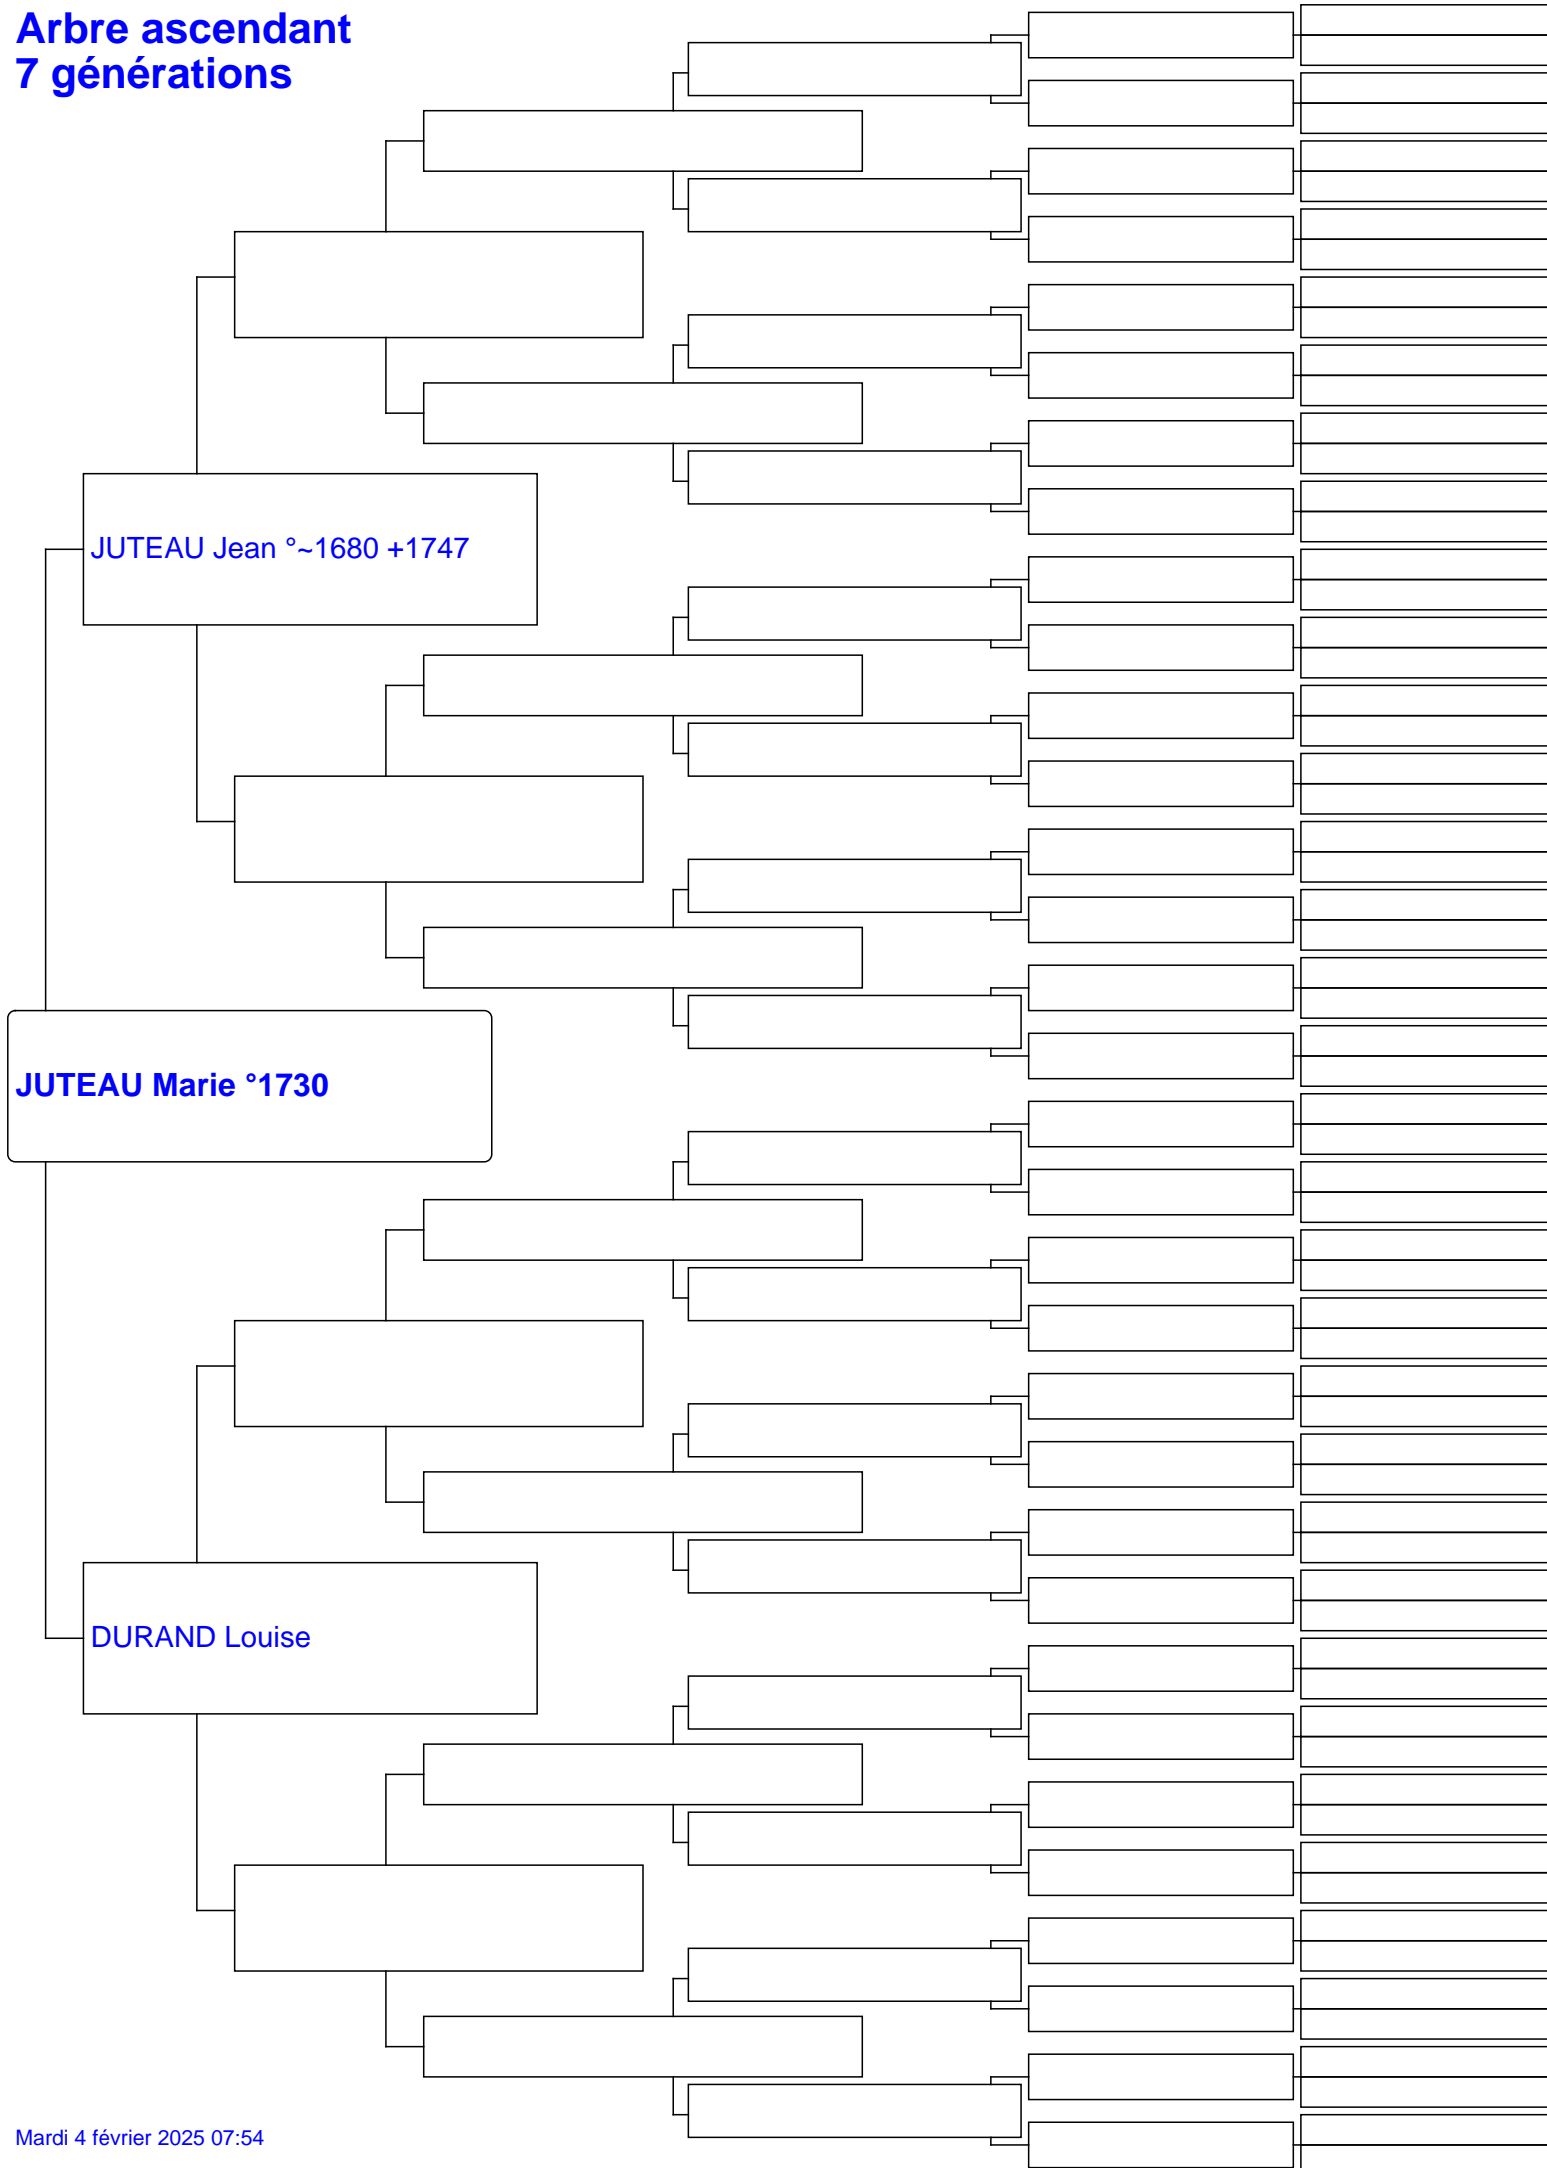 Arbre ascendant
7 générations
JUTEAU Jean °~1680 +1747
JUTEAU Marie °1730
DURAND Louise
Mardi 4 février 2025 07:54